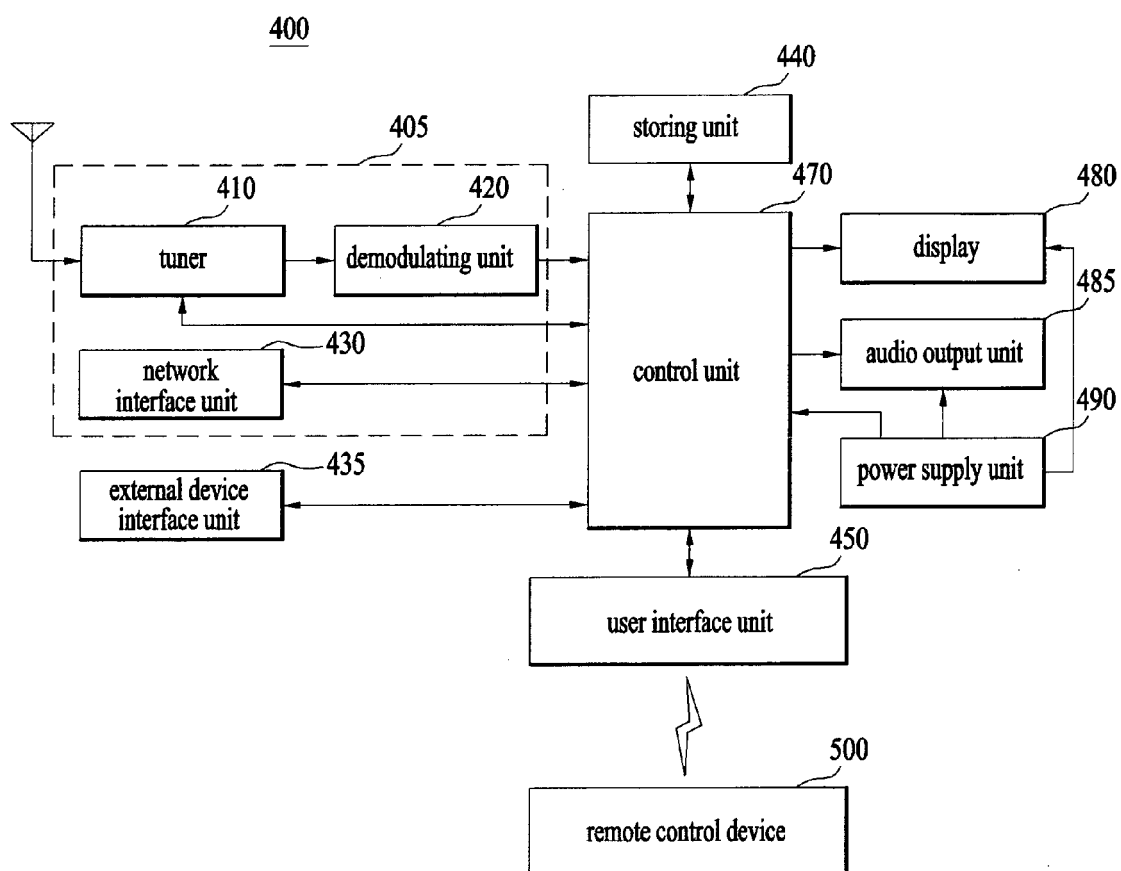 400
440
storing unit
405
410
420
470
480
tuner
demodulating unit
display
485
430
network
interface unit
control unit
audio output unit
490
435
external device
interface unit
power supply unit
450
user interface unit
500
remote control device